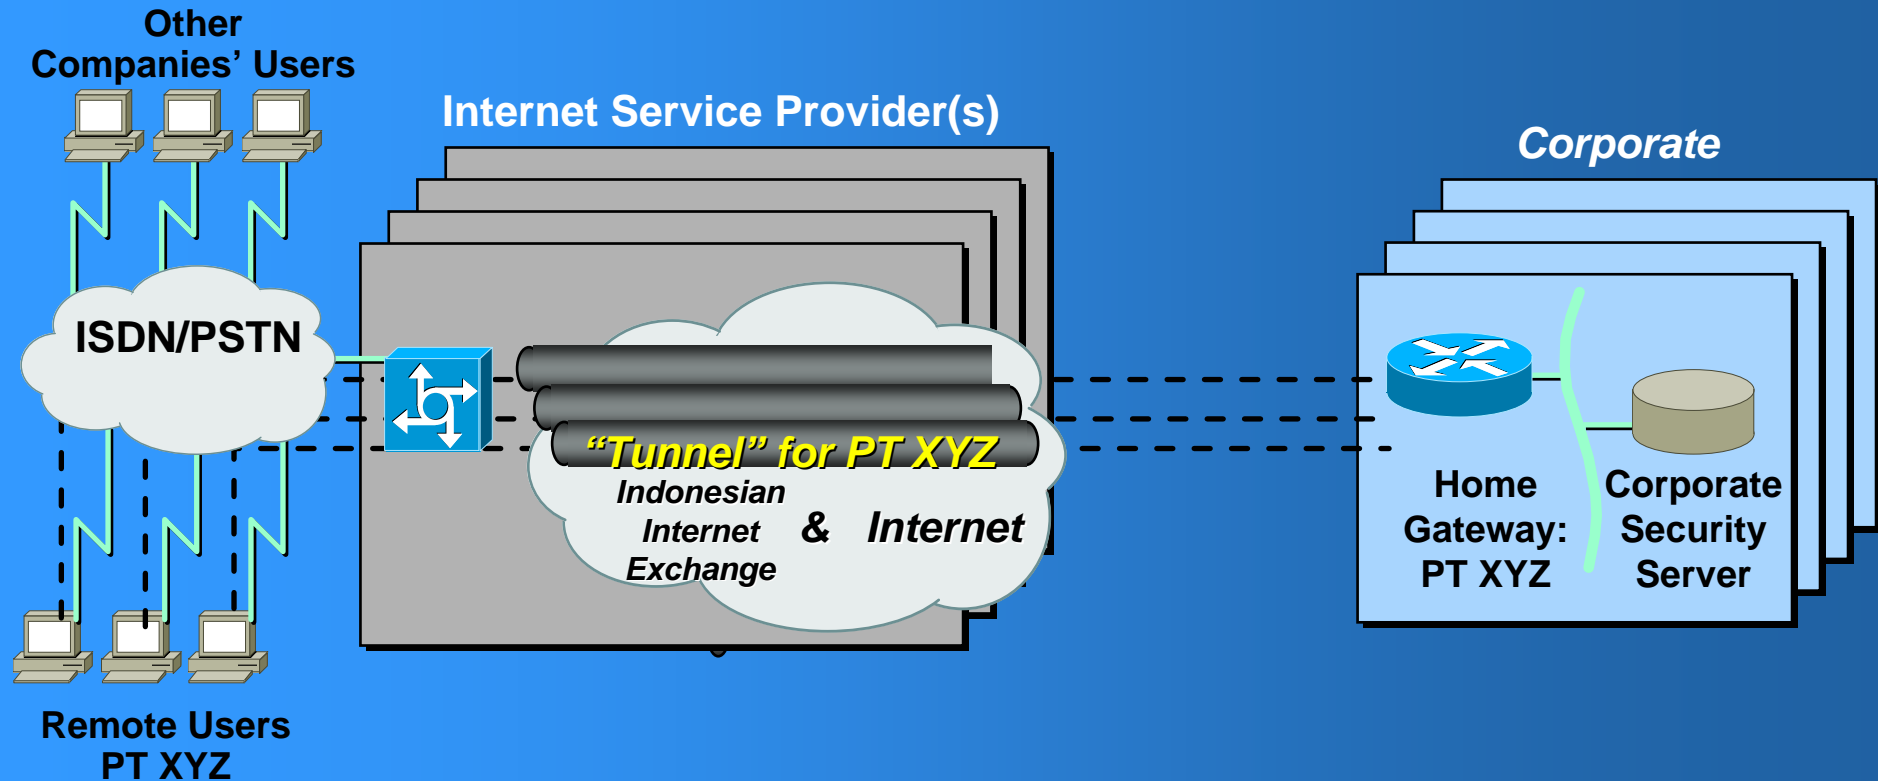 Other
Companies’ Users
Internet Service Provider(s)
Corporate
ISDN/PSTN
“Tunnel” for PT XYZ
Indonesian
Internet
Exchange
& Internet
Home
Gateway:
PT XYZ
Corporate
Security
Server
Remote Users
PT XYZ